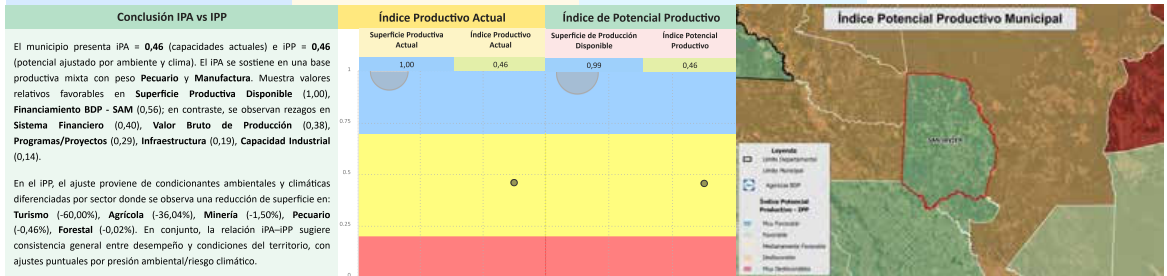 Conclusión IPA vs IPP
El municipio presenta iPA = 0,46 (capacidades actuales) e iPP = 0,46
(potencial ajustado por ambiente y clima). El iPA se sostiene en una base
productiva mixta con peso Pecuario y Manufactura. Muestra valores
relativos favorables en Superficie Productiva Disponible (1,00),
Financiamiento BDP - SAM (0,56); en contraste, se observan rezagos en
Sistema Financiero (0,40), Valor Bruto de Producción (0,38),
Programas/Proyectos (0,29), Infraestructura (0,19), Capacidad Industrial
(0,14).
En el iPP, el ajuste proviene de condicionantes ambientales y climáticas
diferenciadas por sector donde se observa una reducción de superficie en:
Turismo (-60,00%), Agrícola (-36,04%), Minería (-1,50%), Pecuario
(-0,46%), Forestal (-0,02%). En conjunto, la relación iPA–iPP sugiere
consistencia general entre desempeño y condiciones del territorio, con
ajustes puntuales por presión ambiental/riesgo climático.
Índice Productivo Actual
Índice de Potencial Productivo
Superficie Productiva
Actual
Índice Productivo
Actual
Superficie de Producción
Disponible
Índice Potencial
Productivo
1,00
0,46
0,99
0,46
1
0.75
0.5
0.25
0
Índice Potencial Productivo Municipal
Leyenda
Límite Departamental
Límite Municipal
Agencias BDP
Índice Potencial
Productivo - IPP
Muy Favorable
Favorable
Medianamente Favorable
Desfavorable
Muy Desfavorable